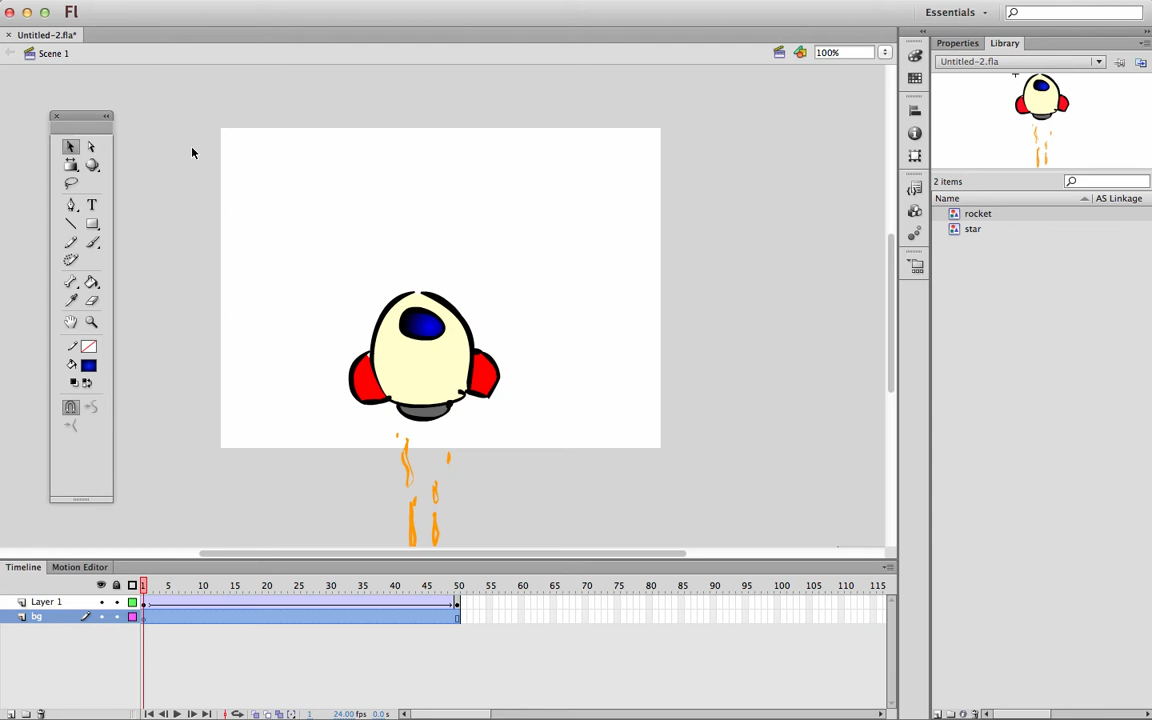 Fl
Essentials
Untitled-2.fla*
Scene 1
100%
Properties
Library
Untitled-2.fla
2 items
Name
AS Linkage
rocket
star
T
Timeline
Motion Editor
1 5 10 15 20 25 30 35 40 45 50 55 60 65 70 75 80 85 90 95 100 105 110 115
Layer 1
bg
1
24.00 fps
0.0 s